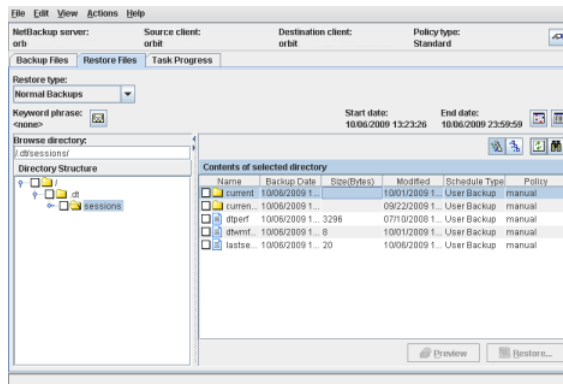 File Edit View Actions Help
NetBackup server: Source client: Destination client: Policy type:
orb orbit orbit Standard
Backup Files Restore Files Task Progress
Restore type:
Normal Backups
Keyword phrase: Start date: End date:
<none> 10/06/2009 13:23:26 10/06/2009 23:59:59
Browse directory:
/.dt/sessions/
Directory Structure Contents of selected directory
Name Backup Date Size(Bytes) Modified Schedule Type Policy
/ current 10/06/2009 1... 10/01/2009 1... User Backup manual
.dt curren... 10/06/2009 1... 09/22/2009 1... User Backup manual
sessions dtperf 10/06/2009 1... 3296 07/10/2008 1... User Backup manual
dtwmf... 10/06/2009 1... 8 10/01/2009 1... User Backup manual
lastse... 10/06/2009 1... 20 10/06/2009 1... User Backup manual
Preview Restore...